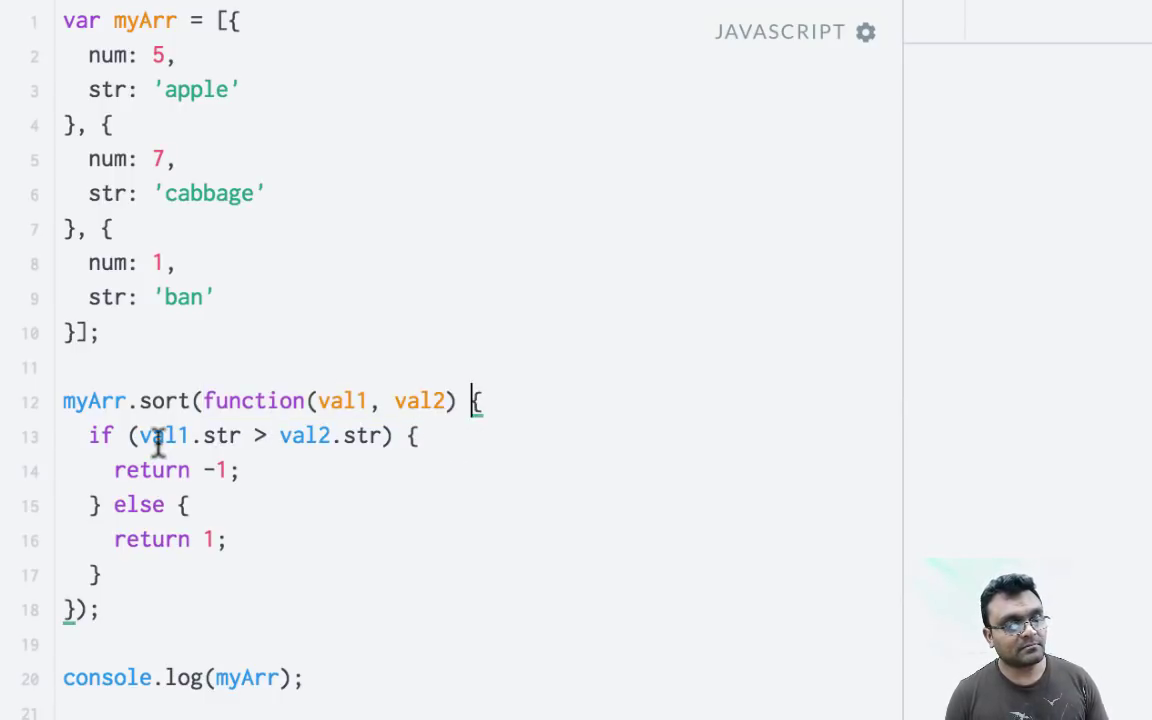 JAVASCRIPT
1 var myArr = [{
2 num: 5,
3 str: 'apple'
4 }, {
5 num: 7,
6 str: 'cabbage'
7 }, {
8 num: 1,
9 str: 'ban'
10 }];
11
12 myArr.sort(function(val1, val2) {
13 if (val1.str > val2.str) {
14 return -1;
15 } else {
16 return 1;
17 }
18 });
19
20 console.log(myArr);
21